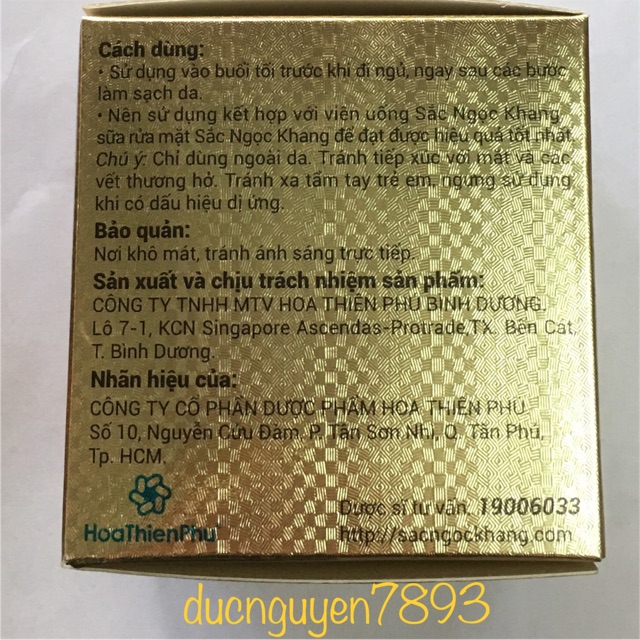 Cách dùng:
• Sử dụng vào buổi tối trước khi đi ngủ, ngay sau các bước
làm sạch da.
• Nên sử dụng kết hợp với viên uống Sắc Ngọc Khang,
sữa rửa mặt Sắc Ngọc Khang để đạt được hiệu quả tốt nhất.
Chú ý: Chỉ dùng ngoài da. Tránh tiếp xúc với mắt và các
vết thương hở. Tránh xa tầm tay trẻ em, ngưng sử dụng
khi có dấu hiệu dị ứng.
Bảo quản:
Nơi khô mát, tránh ánh sáng trực tiếp.
Sản xuất và chịu trách nhiệm sản phẩm:
CÔNG TY TNHH MTV HOA THIÊN PHÚ BÌNH DƯƠNG.
Lô 7-1, KCN Singapore Ascendas-Protrade,TX. Bến Cát,
T. Bình Dương.
Nhãn hiệu của:
CÔNG TY CỔ PHẦN DƯỢC PHẨM HOA THIÊN PHÚ
Số 10, Nguyễn Cửu Đàm, P. Tân Sơn Nhì, Q. Tân Phú,
Tp. HCM.
HoaThienPhu
Dược sĩ tư vấn. 19006033
http://sacngockhang.com
ducnguyen7893